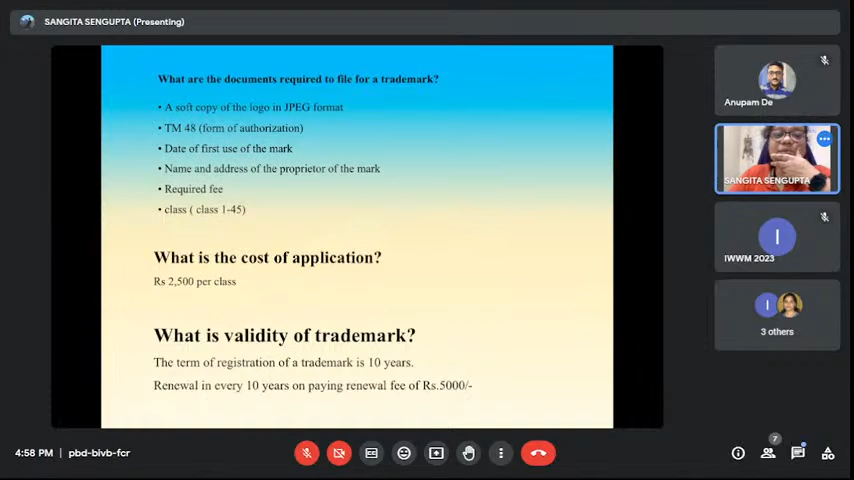 SANGITA SENGUPTA (Presenting)
What are the documents required to file for a trademark?
• A soft copy of the logo in JPEG format
• TM 48 (form of authorization)
• Date of first use of the mark
• Name and address of the proprietor of the mark
• Required fee
• class ( class 1-45)
What is the cost of application?
Rs 2,500 per class
What is validity of trademark?
The term of registration of a trademark is 10 years.
Renewal in every 10 years on paying renewal fee of Rs.5000/-
Anupam De
SANGITA SENGUPTA
I
IWWM 2023
I
3 others
4:58 PM | pbd-bivb-fcr
7